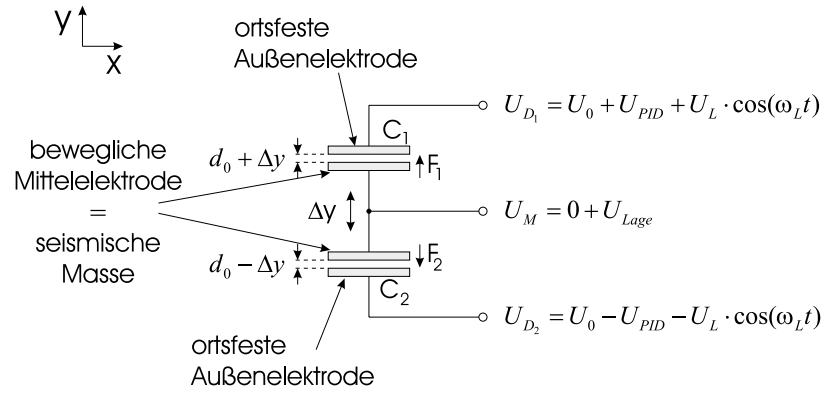 y
x
ortsfeste
Außenelektrode
U_{D_1} = U_0 + U_{PID} + U_L · cos(ω_L t)
C_1
bewegliche
Mittelelektrode
=
seismische
Masse
d_0 + Δy
F_1
Δy
U_M = 0 + U_{Lage}
d_0 − Δy
F_2
C_2
U_{D_2} = U_0 − U_{PID} − U_L · cos(ω_L t)
ortsfeste
Außenelektrode